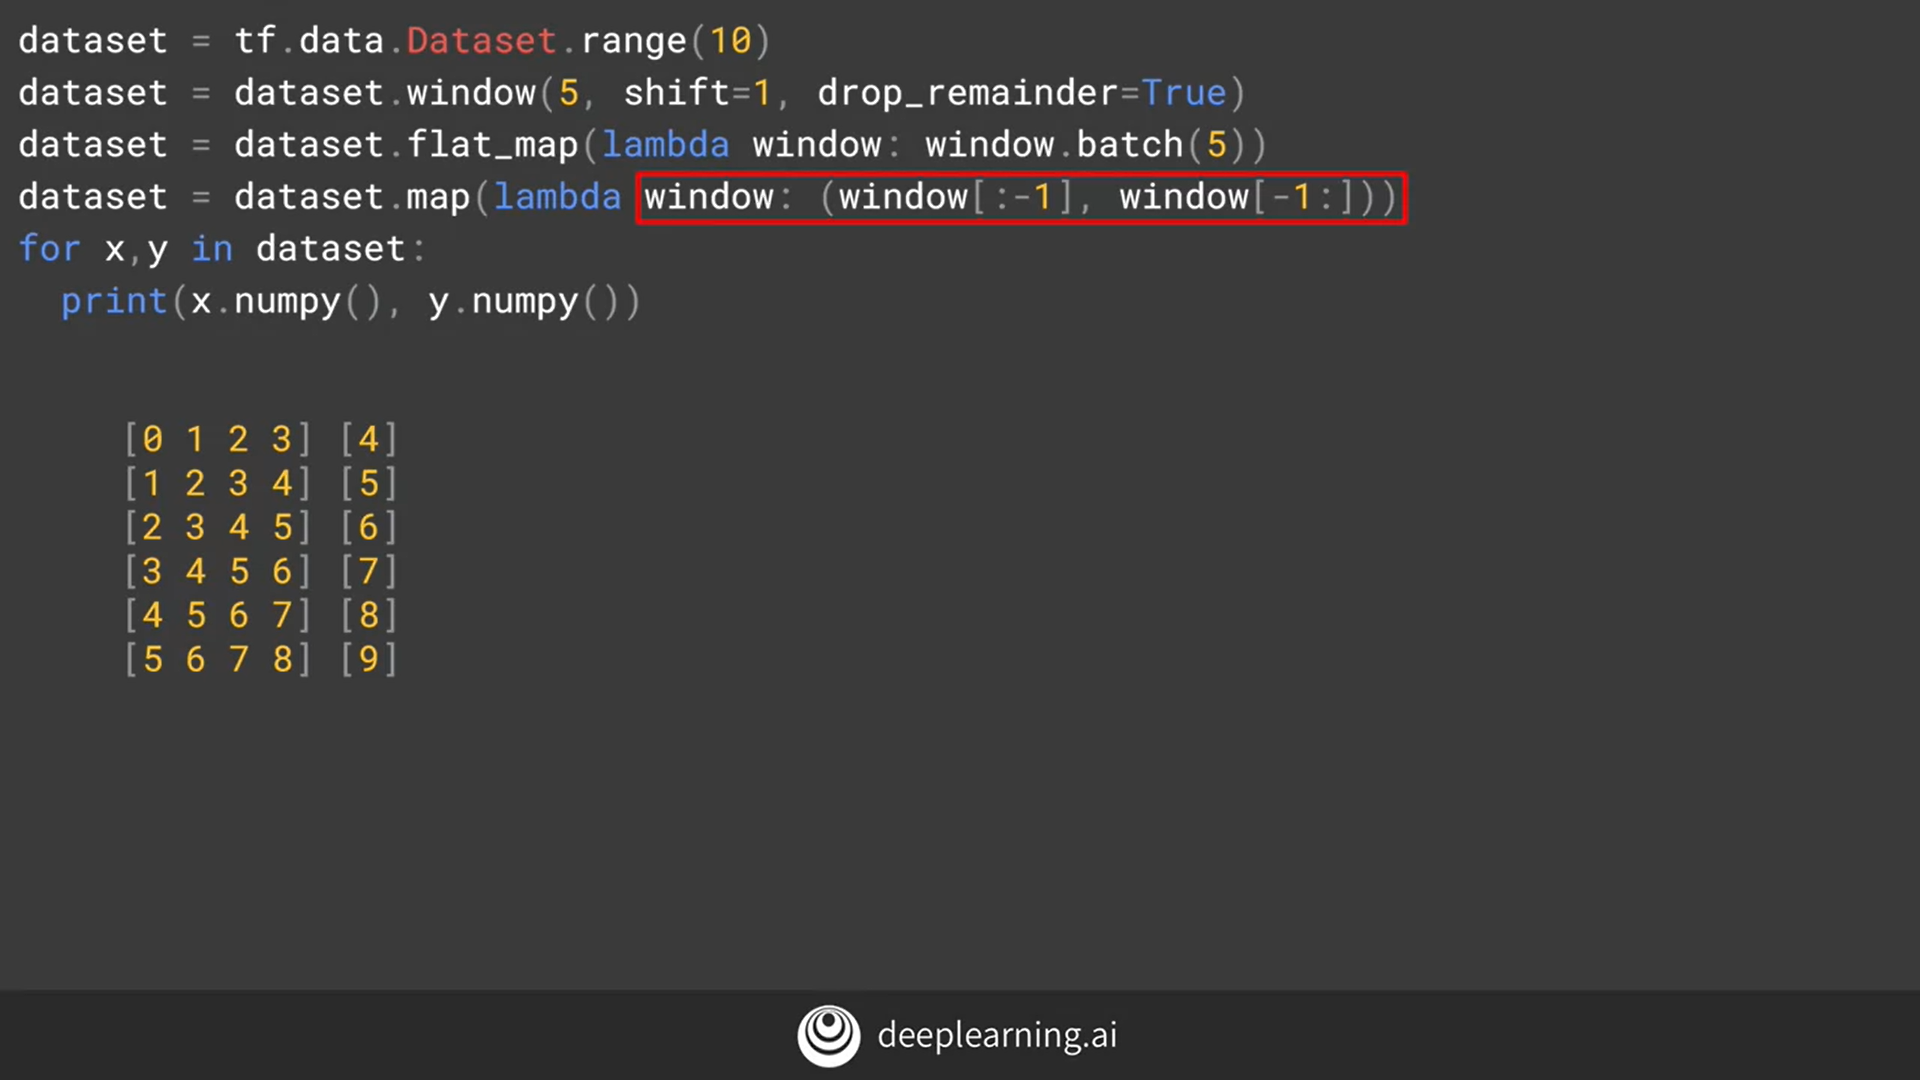 dataset = tf.data.Dataset.range(10)
dataset = dataset.window(5, shift=1, drop_remainder=True)
dataset = dataset.flat_map(lambda window: window.batch(5))
dataset = dataset.map(lambda window: (window[:-1], window[-1:]))
for x,y in dataset:
  print(x.numpy(), y.numpy())
[0 1 2 3] [4]
[1 2 3 4] [5]
[2 3 4 5] [6]
[3 4 5 6] [7]
[4 5 6 7] [8]
[5 6 7 8] [9]
deeplearning.ai